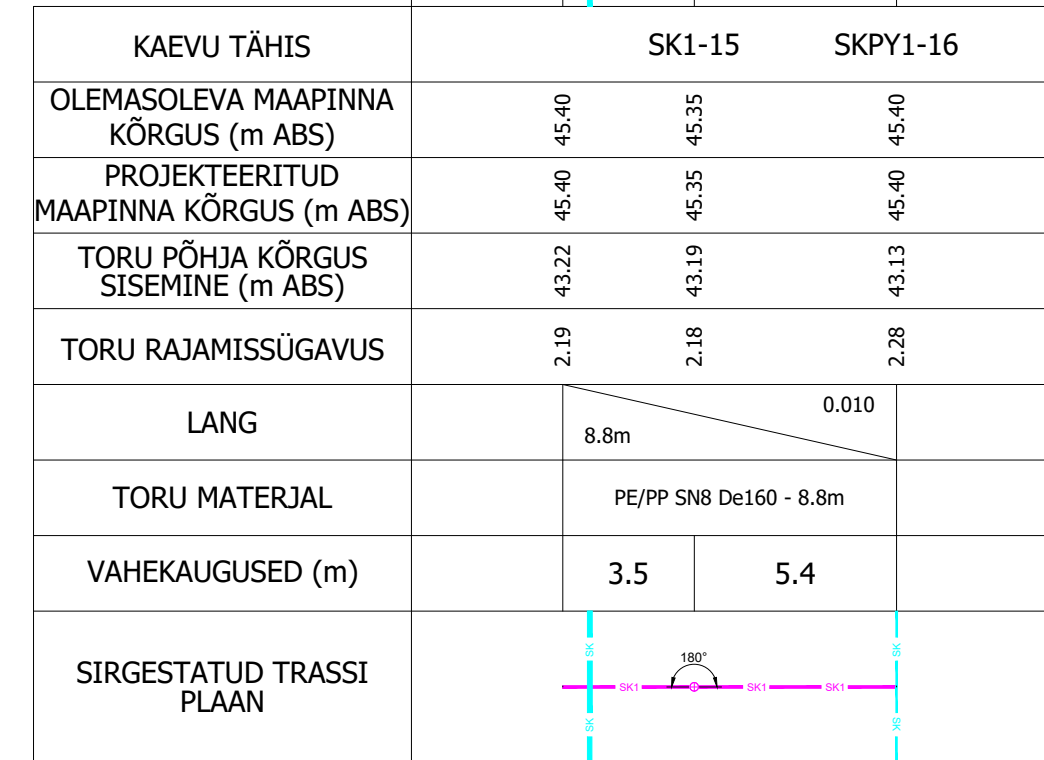 KAEVU TÄHIS
SK1-15
SKPY1-16
OLEMASOLEVA MAAPINNA
KÕRGUS (m ABS)
45.40
45.35
45.40
PROJEKTEERITUD
MAAPINNA KÕRGUS (m ABS)
45.40
45.35
45.40
TORU PÕHJA KÕRGUS
SISEMINE (m ABS)
43.22
43.19
43.13
TORU RAJAMISSÜGAVUS
2.19
2.18
2.28
LANG
8.8m
0.010
TORU MATERJAL
PE/PP SN8 De160 - 8.8m
VAHEKAUGUSED (m)
3.5
5.4
SIRGESTATUD TRASSI
PLAAN
SK
180°
SK
SK1
SK1
SK1
SK
SK